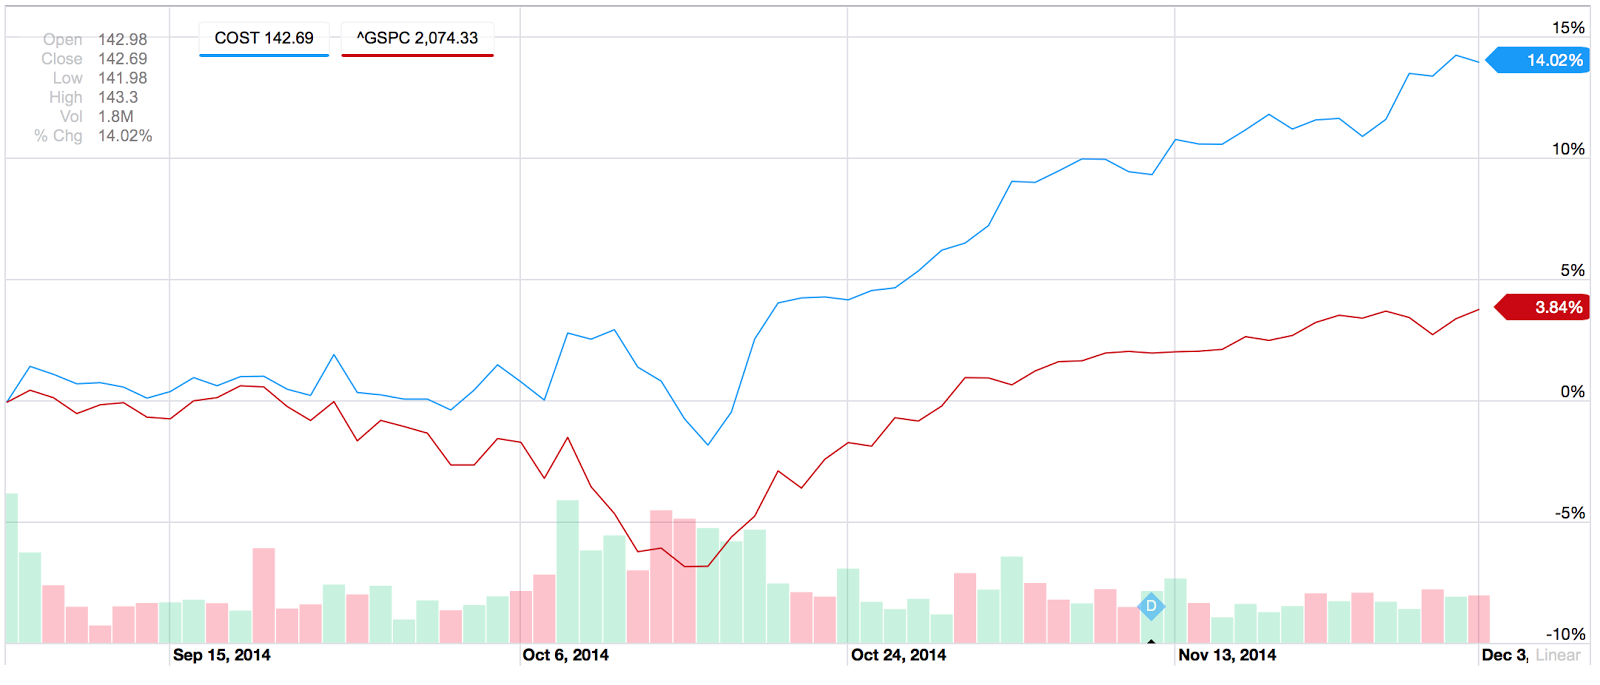 Open 142.98
Close 142.69
Low 141.98
High 143.3
Vol 1.8M
% Chg 14.02%
COST 142.69
^GSPC 2,074.33
15%
14.02%
10%
5%
3.84%
0%
-5%
-10%
D
Sep 15, 2014
Oct 6, 2014
Oct 24, 2014
Nov 13, 2014
Dec 3,
Linear